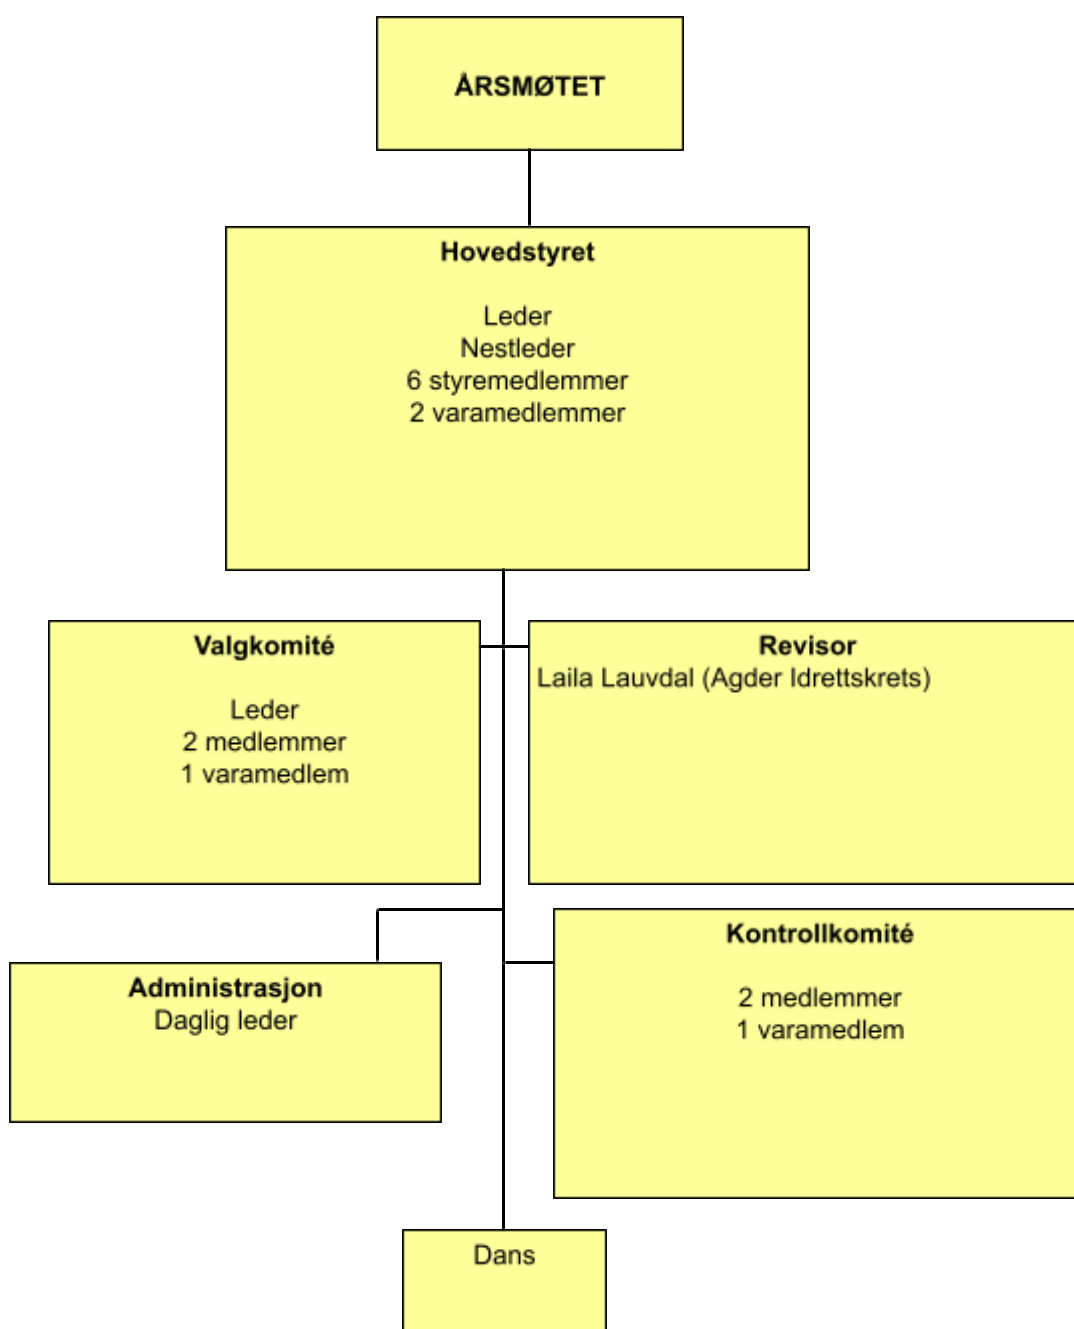 ÅRSMØTET
Hovedstyret
Leder
Nestleder
6 styremedlemmer
2 varamedlemmer
Valgkomité
Leder
2 medlemmer
1 varamedlem
Revisor
Laila Lauvdal (Agder Idrettskrets)
Administrasjon
Daglig leder
Kontrollkomité
2 medlemmer
1 varamedlem
Dans